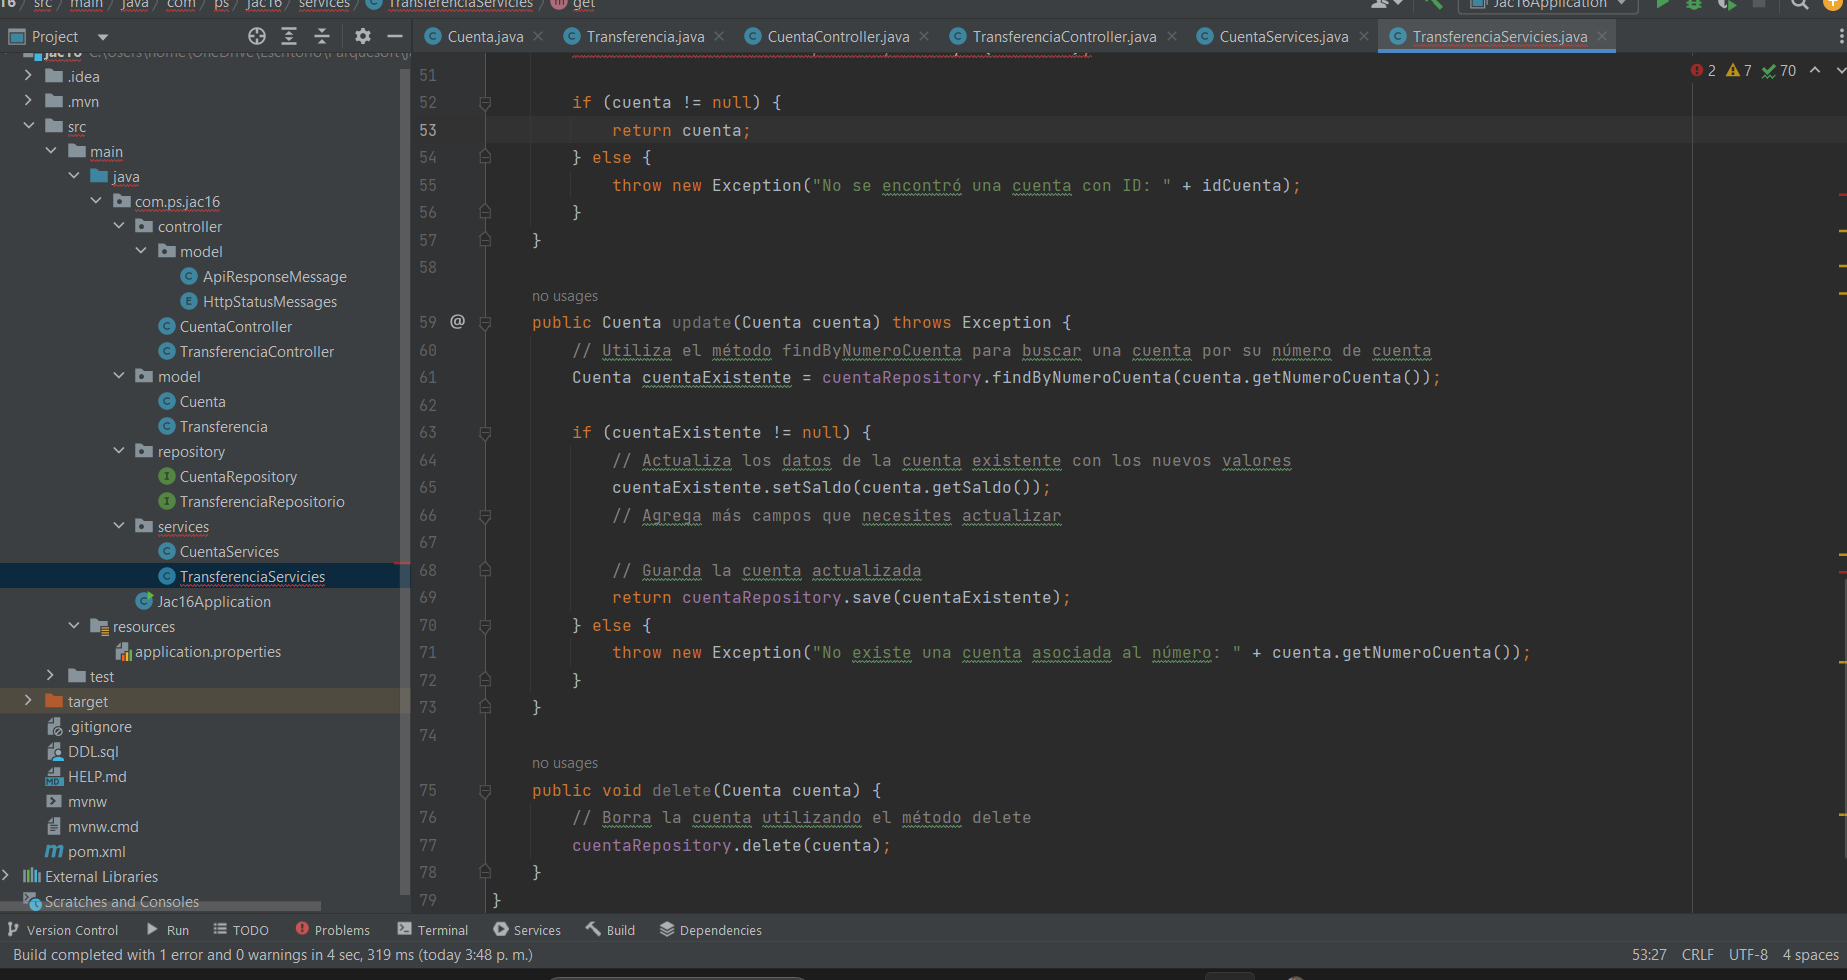 16 / src / main / java / com / ps / jac16 / services / TransferenciaServicies / get
Jac16Application
Project
Cuenta.java
Transferencia.java
CuentaController.java
TransferenciaController.java
CuentaServices.java
TransferenciaServicies.java
2 7 70
jac16
.idea
.mvn
src
main
java
com.ps.jac16
controller
model
ApiResponseMessage
HttpStatusMessages
CuentaController
TransferenciaController
model
Cuenta
Transferencia
repository
CuentaRepository
TransferenciaRepositorio
services
CuentaServices
TransferenciaServicies
Jac16Application
resources
application.properties
test
target
.gitignore
DDL.sql
HELP.md
mvnw
mvnw.cmd
pom.xml
External Libraries
Scratches and Consoles
51
52 if (cuenta != null) {
53 return cuenta;
54 } else {
55 throw new Exception("No se encontró una cuenta con ID: " + idCuenta);
56 }
57 }
58
no usages
59 @ public Cuenta update(Cuenta cuenta) throws Exception {
60 // Utiliza el método findByNumeroCuenta para buscar una cuenta por su número de cuenta
61 Cuenta cuentaExistente = cuentaRepository.findByNumeroCuenta(cuenta.getNumeroCuenta());
62
63 if (cuentaExistente != null) {
64 // Actualiza los datos de la cuenta existente con los nuevos valores
65 cuentaExistente.setSaldo(cuenta.getSaldo());
66 // Agrega más campos que necesites actualizar
67
68 // Guarda la cuenta actualizada
69 return cuentaRepository.save(cuentaExistente);
70 } else {
71 throw new Exception("No existe una cuenta asociada al número: " + cuenta.getNumeroCuenta());
72 }
73 }
74
no usages
75 public void delete(Cuenta cuenta) {
76 // Borra la cuenta utilizando el método delete
77 cuentaRepository.delete(cuenta);
78 }
79 }
Version Control Run TODO Problems Terminal Services Build Dependencies
Build completed with 1 error and 0 warnings in 4 sec, 319 ms (today 3:48 p. m.)
53:27 CRLF UTF-8 4 spaces